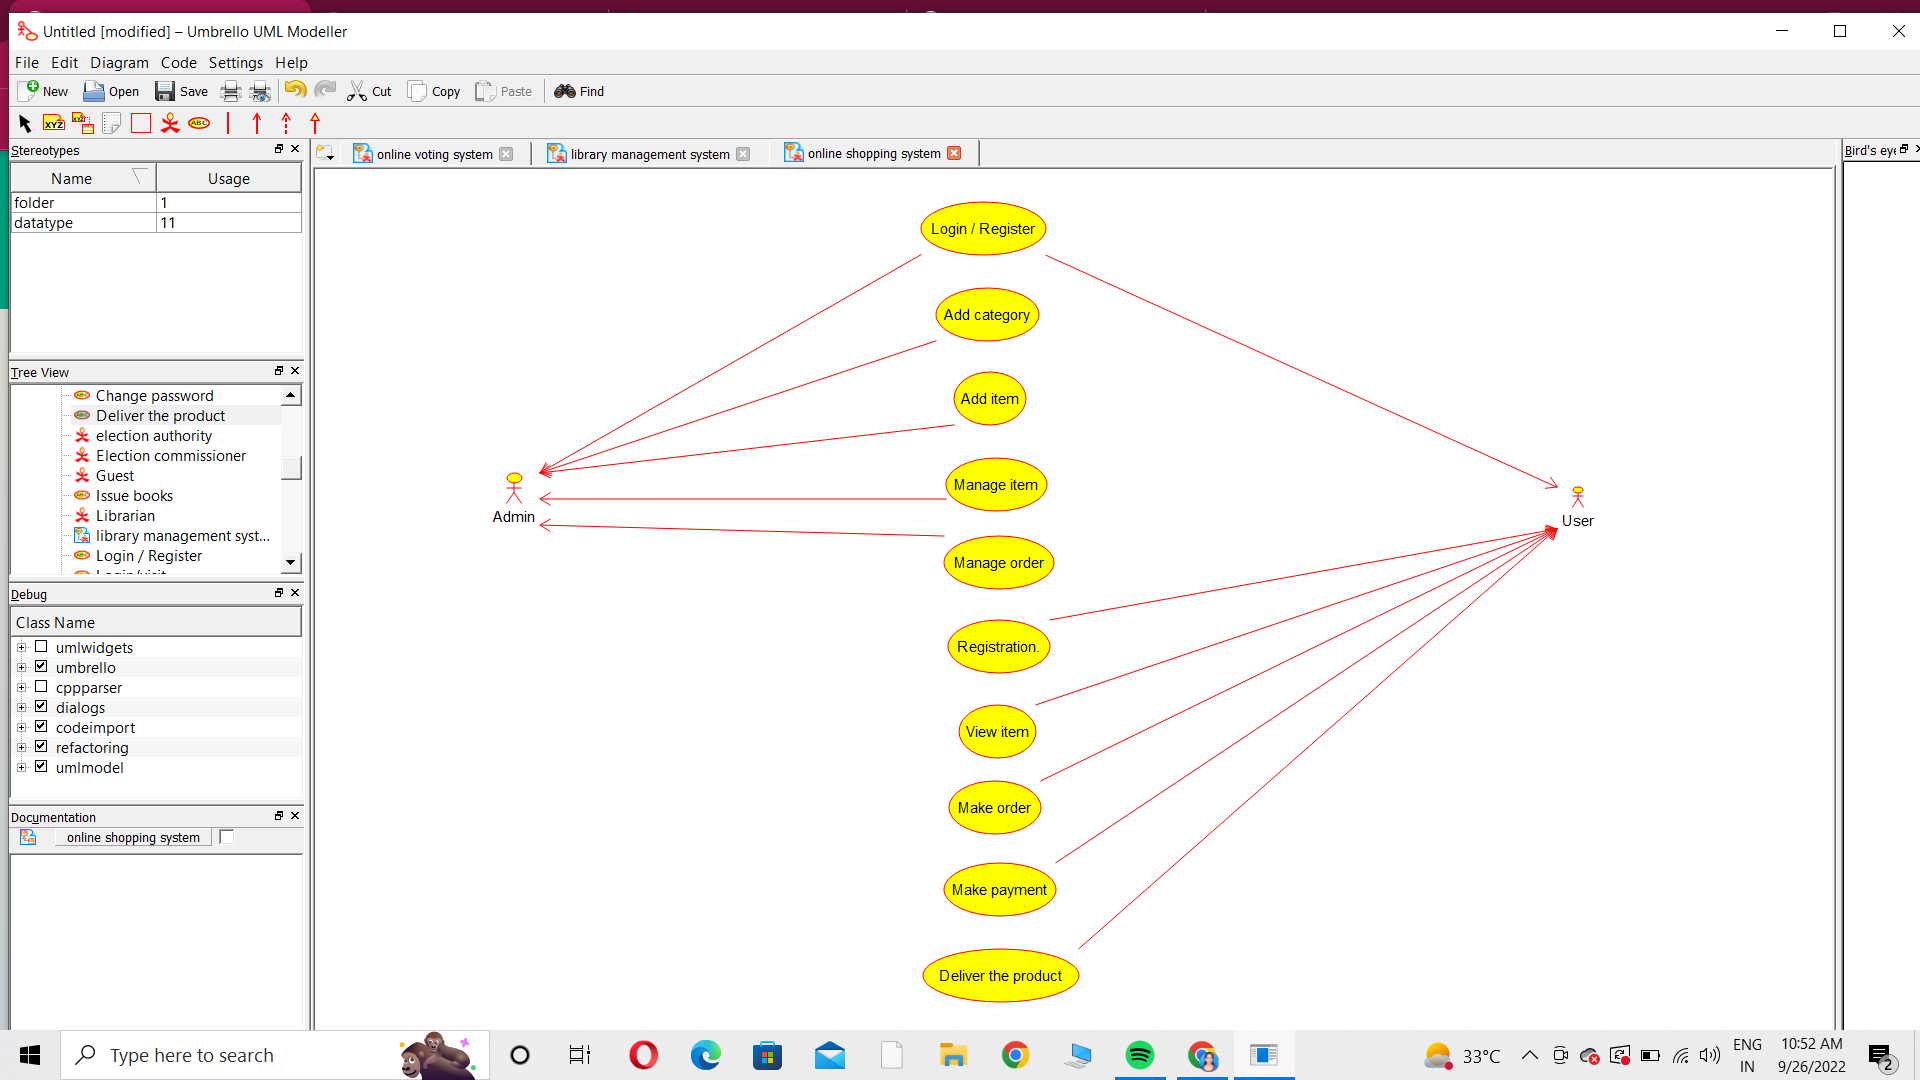 Untitled [modified] – Umbrello UML Modeller
File Edit Diagram Code Settings Help
New Open Save Cut Copy Paste Find
XYZ XYZ ABC
Stereotypes
Name Usage
folder 1
datatype 11
Tree View
Change password
Deliver the product
election authority
Election commissioner
Guest
Issue books
Librarian
library management syst...
Login / Register
Debug
Class Name
umlwidgets
umbrello
cppparser
dialogs
codeimport
refactoring
umlmodel
Documentation
online shopping system
online voting system
library management system
online shopping system
Bird's eye
Login / Register
Add category
Add item
Manage item
Admin
User
Manage order
Registration.
View item
Make order
Make payment
Deliver the product
Type here to search
33°C
ENG
IN
10:52 AM
9/26/2022
2